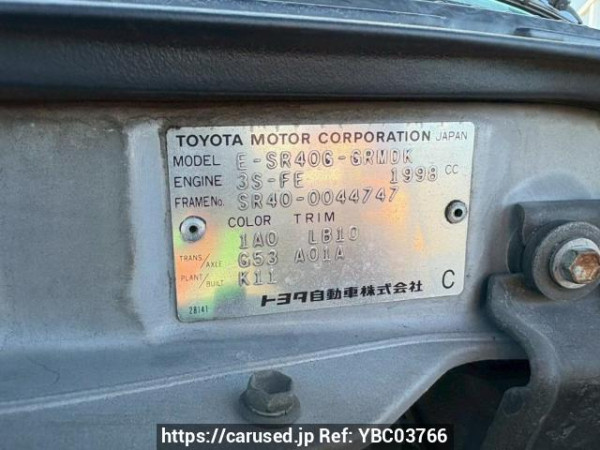 TOYOTA MOTOR CORPORATION JAPAN
MODEL E-SR40G-GRMDK
ENGINE 3S-FE 1998 CC
FRAME No. SR40-0044747
COLOR TRIM
1A0 LB10
TRANS/AXLE G53 A01A
PLANT/BUILT K11
C
トヨタ自動車株式会社
28141
https://carused.jp Ref: YBC03766